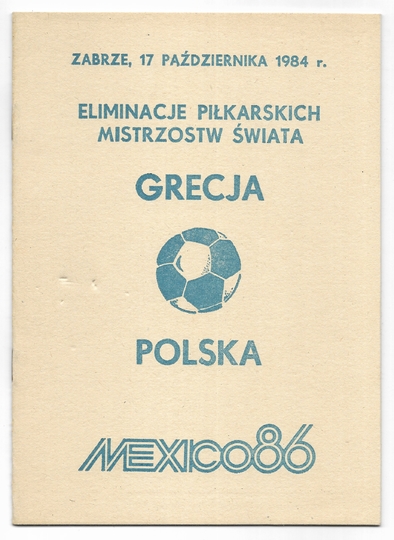 ZABRZE, 17 PAŹDZIERNIKA 1984 r.
ELIMINACJE PIŁKARSKICH
MISTRZOSTW ŚWIATA
GRECJA
POLSKA
MEXICO86